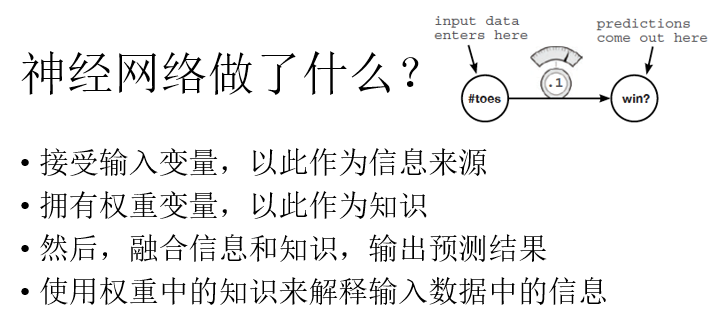 神经网络做了什么？
input data
enters here
predictions
come out here
#toes
.1
win?
• 接受输入变量，以此作为信息来源
• 拥有权重变量，以此作为知识
• 然后，融合信息和知识，输出预测结果
• 使用权重中的知识来解释输入数据中的信息